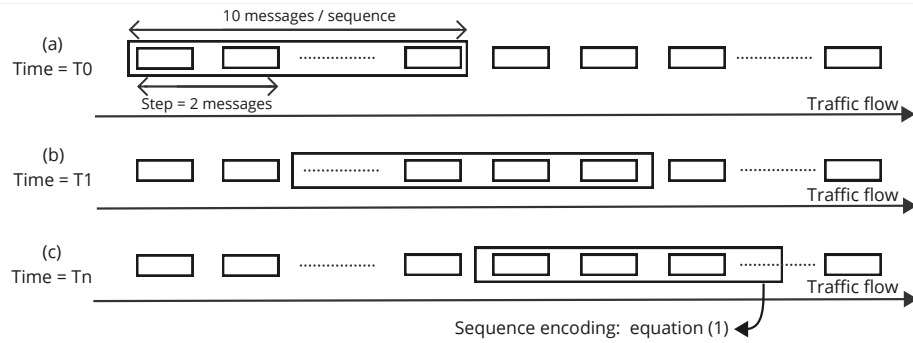 10 messages / sequence
(a)
Time = T0
Step = 2 messages
Traffic flow
(b)
Time = T1
Traffic flow
(c)
Time = Tn
Traffic flow
Sequence encoding: equation (1)